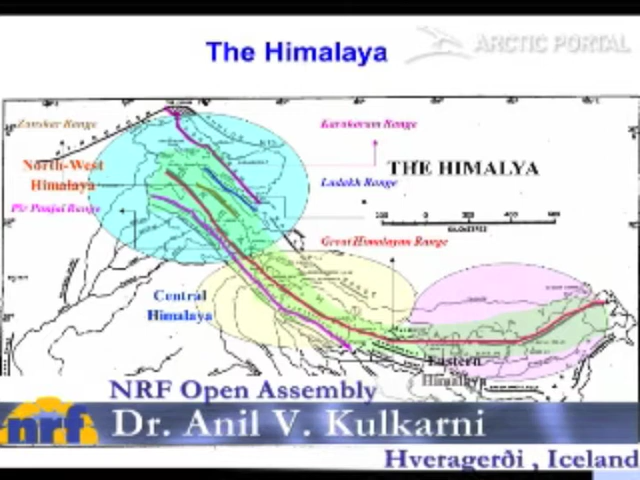 The Himalaya
ARCTIC PORTAL
Zanskar Range
Karakoram Range
North-West
Himalaya
THE HIMALYA
Ladakh Range
Pir Panjal Range
Great Himalayan Range
Central
Himalaya
Eastern
Himalaya
NRF Open Assembly
nrf
Dr. Anil V. Kulkarni
Hveragerði , Iceland